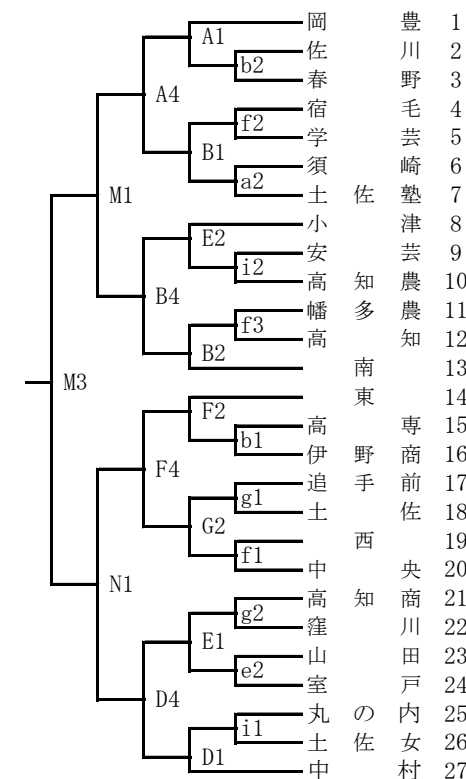 岡豊 1
A1
佐川 2
b2
春野 3
A4
宿毛 4
f2
学芸 5
B1
須崎 6
a2
土佐塾 7
M1
小津 8
E2
安芸 9
i2
高知農 10
B4
幡多農 11
f3
高知 12
B2
南 13
M3
東 14
F2
高専 15
b1
伊野商 16
F4
追手前 17
g1
土佐 18
G2
西 19
f1
中央 20
N1
高知商 21
g2
窪川 22
E1
山田 23
e2
室戸 24
D4
丸の内 25
i1
土佐女 26
D1
中村 27